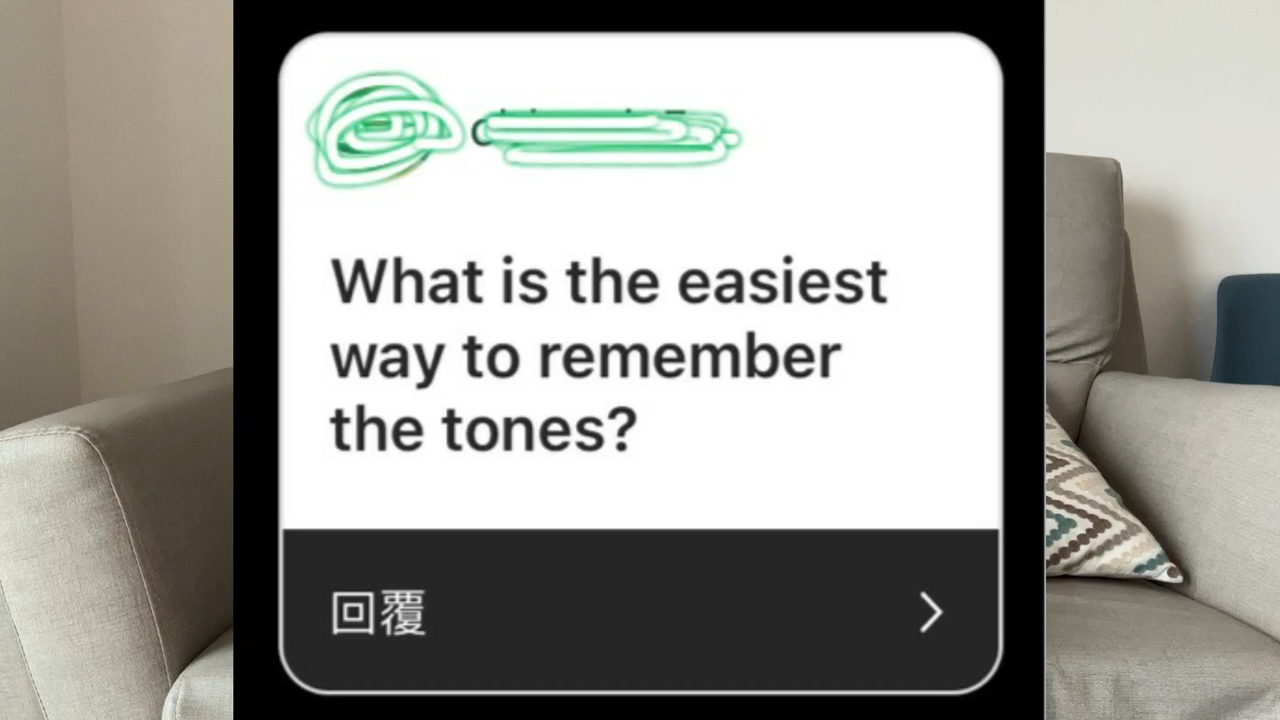 What is the easiest
way to remember
the tones?
回覆